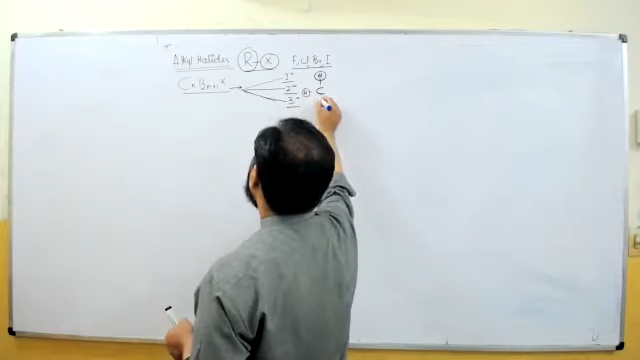 Alkyl Halides R-X F, Cl, Br, I
CnH2n+1X
1°
2°
3°
H
H - C